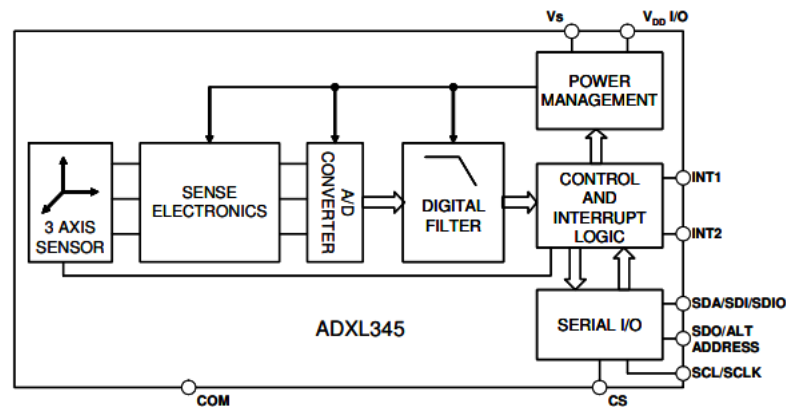 Vs
VDD I/O
POWER
MANAGEMENT
3 AXIS
SENSOR
SENSE
ELECTRONICS
A/D
CONVERTER
DIGITAL
FILTER
CONTROL
AND
INTERRUPT
LOGIC
INT1
INT2
SERIAL I/O
SDA/SDI/SDIO
SDO/ALT
ADDRESS
SCL/SCLK
ADXL345
COM
CS